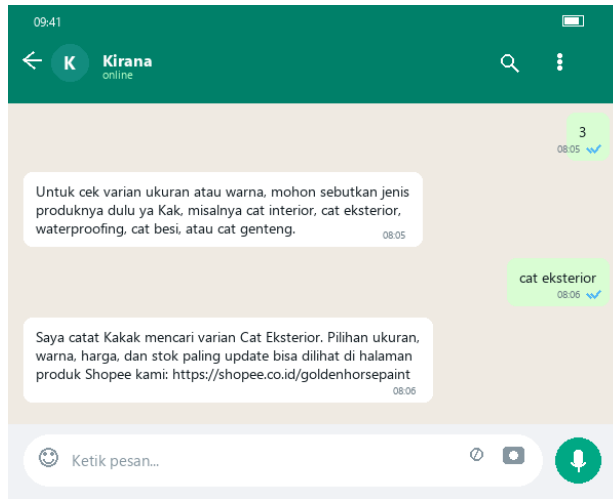 09:41
K
Kirana
online
3
08:05
Untuk cek varian ukuran atau warna, mohon sebutkan jenis
produknya dulu ya Kak, misalnya cat interior, cat eksterior,
waterproofing, cat besi, atau cat genteng.
08:05
cat eksterior
08:06
Saya catat Kakak mencari varian Cat Eksterior. Pilihan ukuran,
warna, harga, dan stok paling update bisa dilihat di halaman
produk Shopee kami: https://shopee.co.id/goldenhorsepaint
08:06
Ketik pesan...